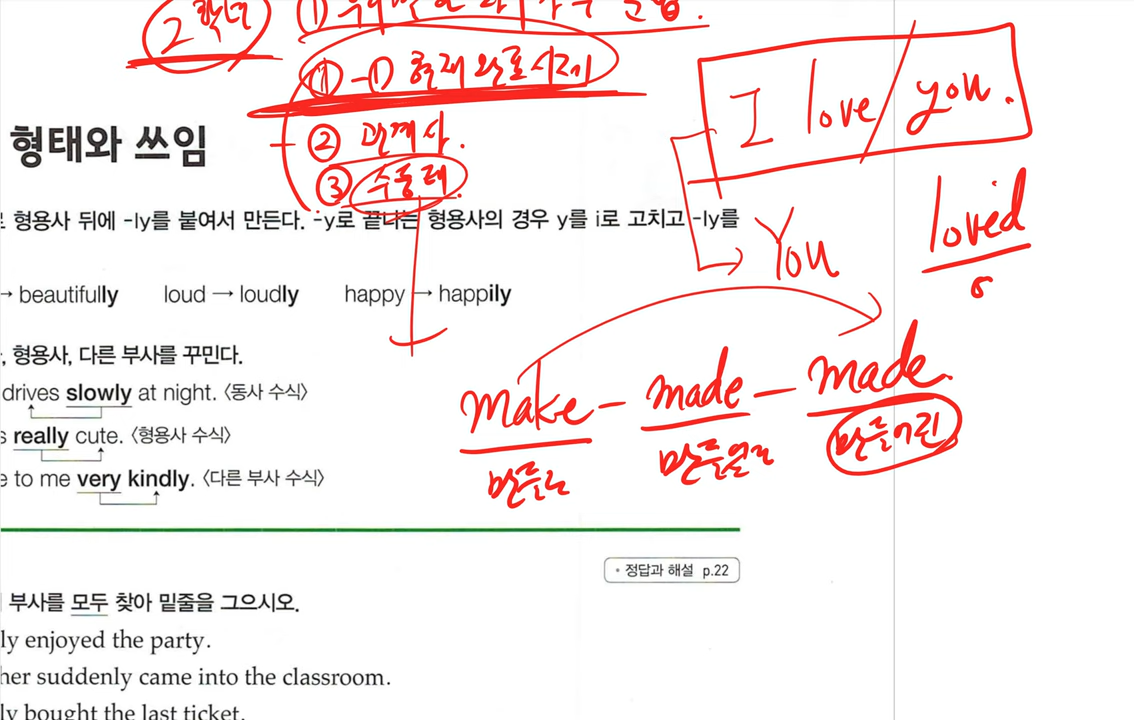 2학년
① -① 현재 완료시제
② 관계사.
③ 수동태.
I love / you.
형태와 쓰임
형용사 뒤에 -ly를 붙여서 만든다. -y로 끝나는 형용사의 경우 y를 i로 고치고 -ly를
loved
You
→ beautifully loud → loudly happy → happily
, 형용사, 다른 부사를 꾸민다.
make - made - made.
drives slowly at night. 〈동사 수식〉
really cute. 〈형용사 수식〉
만들어진
e to me very kindly. 〈다른 부사 수식〉
만들다
만들었다
• 정답과 해설 p.22
부사를 모두 찾아 밑줄을 그으시오.
ly enjoyed the party.
her suddenly came into the classroom.
ly bought the last ticket.